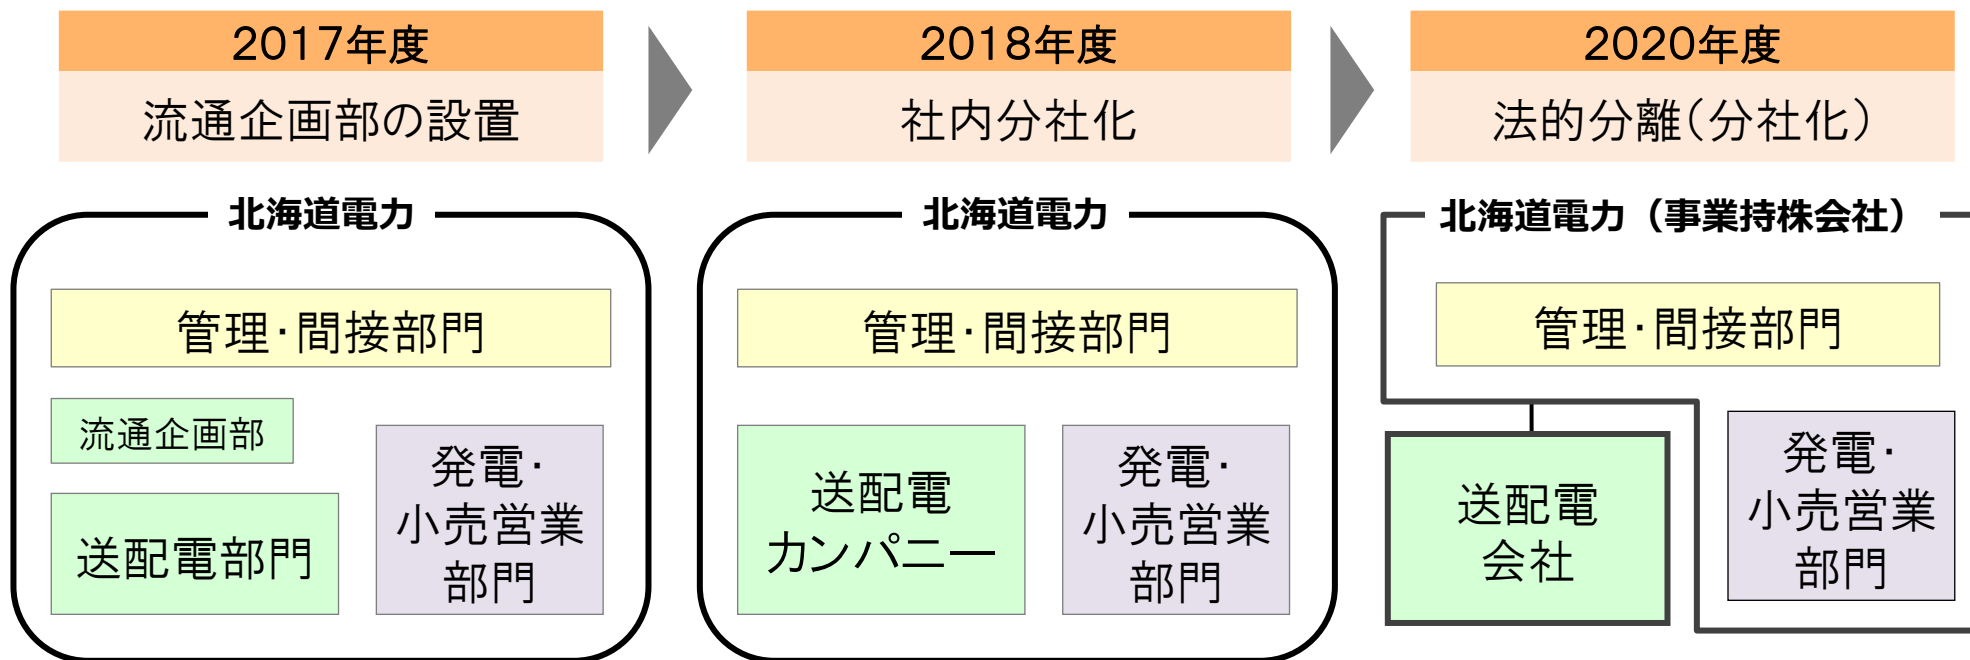 2017年度
流通企画部の設置
北海道電力
管理・間接部門
流通企画部
送配電部門
発電・
小売営業
部門
2018年度
社内分社化
北海道電力
管理・間接部門
送配電
カンパニー
発電・
小売営業
部門
2020年度
法的分離（分社化）
北海道電力（事業持株会社）
管理・間接部門
送配電
会社
発電・
小売営業
部門